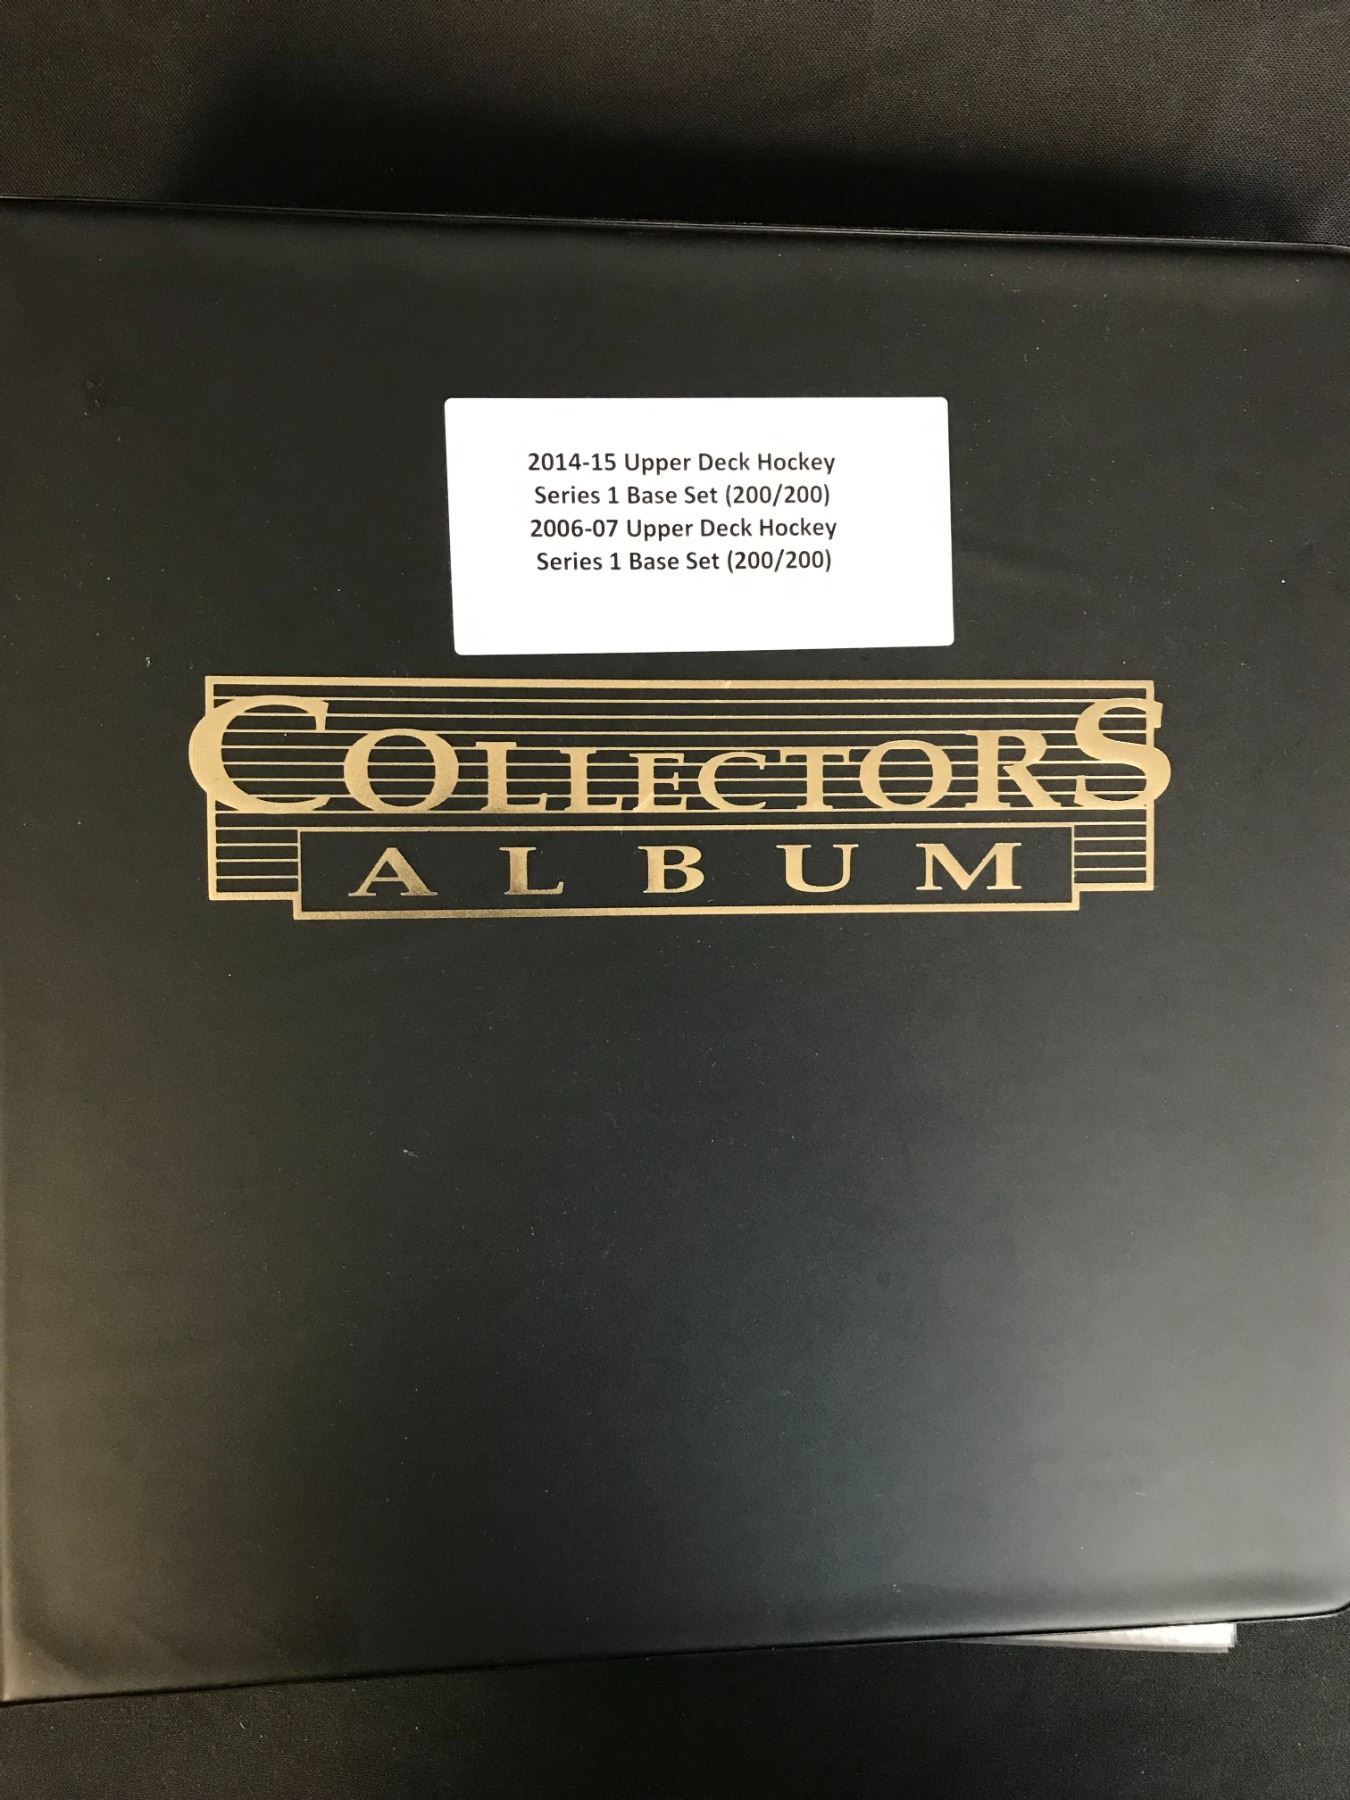 2014-15 Upper Deck Hockey
Series 1 Base Set (200/200)
2006-07 Upper Deck Hockey
Series 1 Base Set (200/200)
COLLECTORS
ALBUM